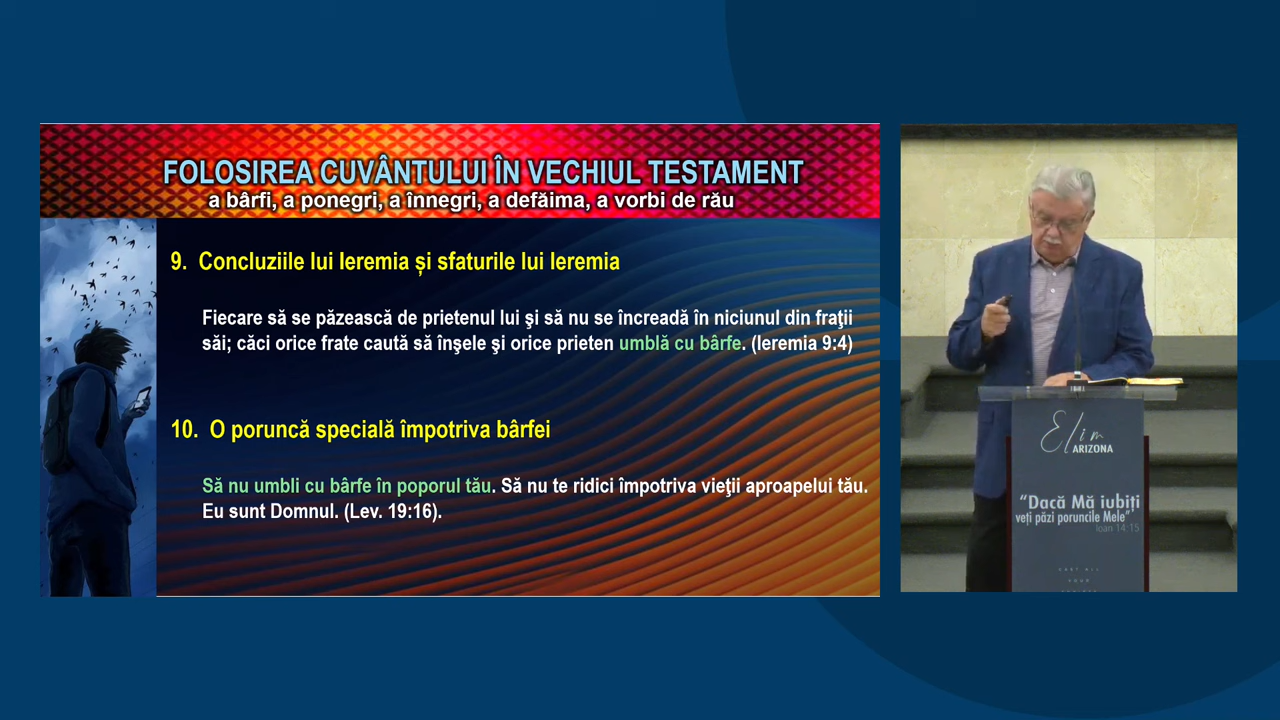 FOLOSIREA CUVÂNTULUI ÎN VECHIUL TESTAMENT
a bârfi, a ponegri, a înnegri, a defăima, a vorbi de rău
9. Concluziile lui Ieremia și sfaturile lui Ieremia
Fiecare să se păzească de prietenul lui şi să nu se încreadă în niciunul din fraţii
săi; căci orice frate caută să înşele şi orice prieten umblă cu bârfe. (Ieremia 9:4)
10. O poruncă specială împotriva bârfei
Să nu umbli cu bârfe în poporul tău. Să nu te ridici împotriva vieţii aproapelui tău.
Eu sunt Domnul. (Lev. 19:16).
Elim
ARIZONA
“Dacă Mă iubiți
veți păzi poruncile Mele”
Ioan 14:15